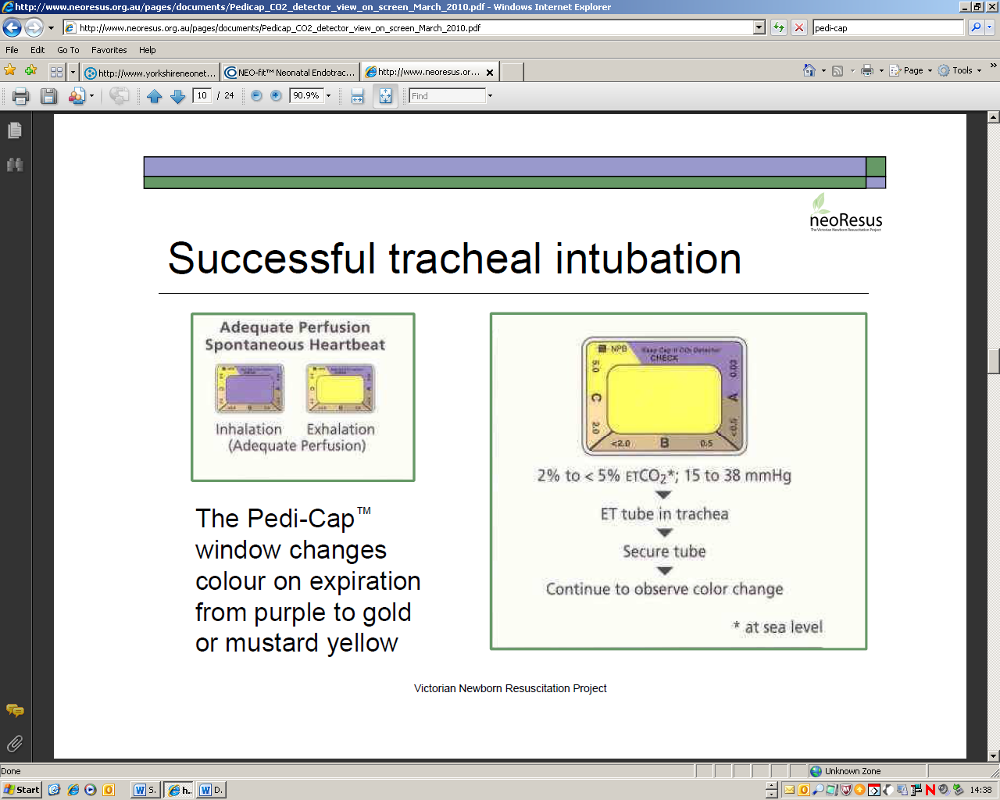 http://www.neoresus.org.au/pages/documents/Pedicap_CO2_detector_view_on_screen_March_2010.pdf - Windows Internet Explorer
http://www.neoresus.org.au/pages/documents/Pedicap_CO2_detector_view_on_screen_March_2010.pdf
pedi-cap
File Edit Go To Favorites Help
http://www.yorkshireneonet... NEO-fit™ Neonatal Endotrac... http://www.neoresus.or...
Page Tools
10 / 24 90.9% Find
neoResus
The Victorian Newborn Resuscitation Project
Successful tracheal intubation
Adequate Perfusion
Spontaneous Heartbeat
Inhalation Exhalation
(Adequate Perfusion)
NPB
CHECK
5.0 0.03
C A
2.0 <0.5
<2.0 B 0.5
2% to < 5% ETCO2*; 15 to 38 mmHg
ET tube in trachea
Secure tube
Continue to observe color change
* at sea level
The Pedi-Cap™
window changes
colour on expiration
from purple to gold
or mustard yellow
Victorian Newborn Resuscitation Project
Done Unknown Zone
Start S. h.. D. 14:38